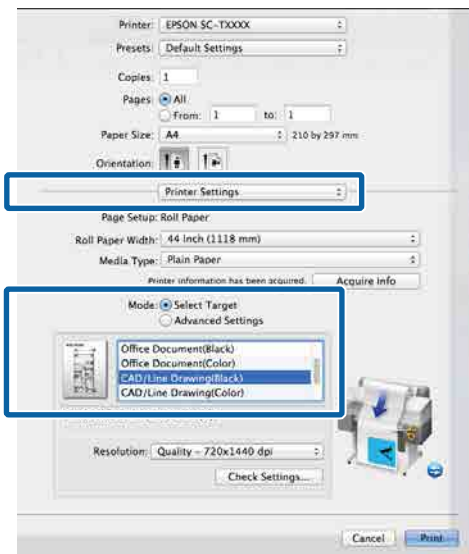 Printer: EPSON SC-TXXXX
Presets: Default Settings
Copies: 1
Pages: All
From: 1 to: 1
Paper Size: A4 210 by 297 mm
Orientation:
Printer Settings
Page Setup: Roll Paper
Roll Paper Width: 44 Inch (1118 mm)
Media Type: Plain Paper
Printer information has been acquired. Acquire Info
Mode: Select Target
Advanced Settings
Office Document(Black)
Office Document(Color)
CAD/Line Drawing(Black)
CAD/Line Drawing(Color)
Resolution: Quality - 720x1440 dpi
Check Settings...
Cancel Print